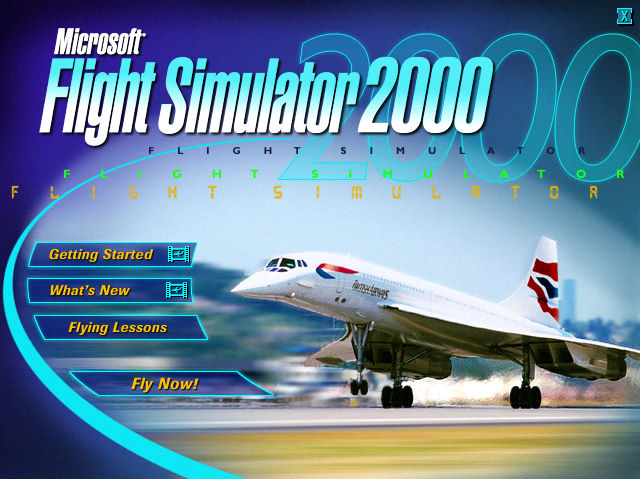 X
Microsoft®
Flight Simulator 2000
2000
FLIGHT SIMULATOR
FLIGHT SIMULATOR
FLIGHT SIMULATOR
Getting Started
What's New
BRITISH AIRWAYS
Flying Lessons
Fly Now!